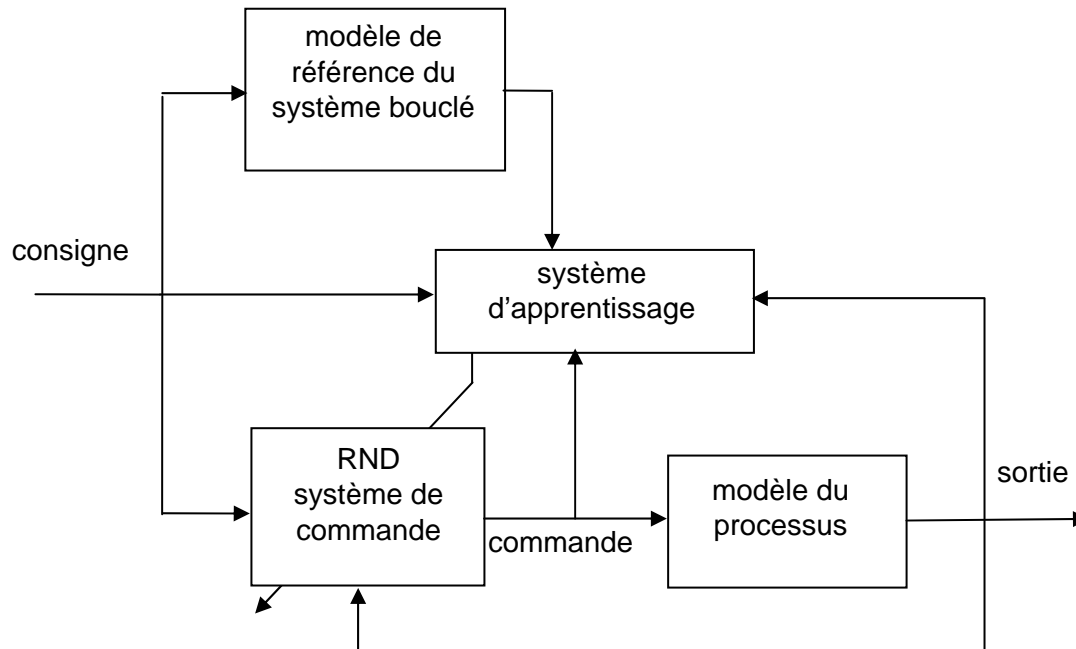 modèle de
référence du
système bouclé
consigne
système
d'apprentissage
RND
système de
commande
commande
modèle du
processus
sortie